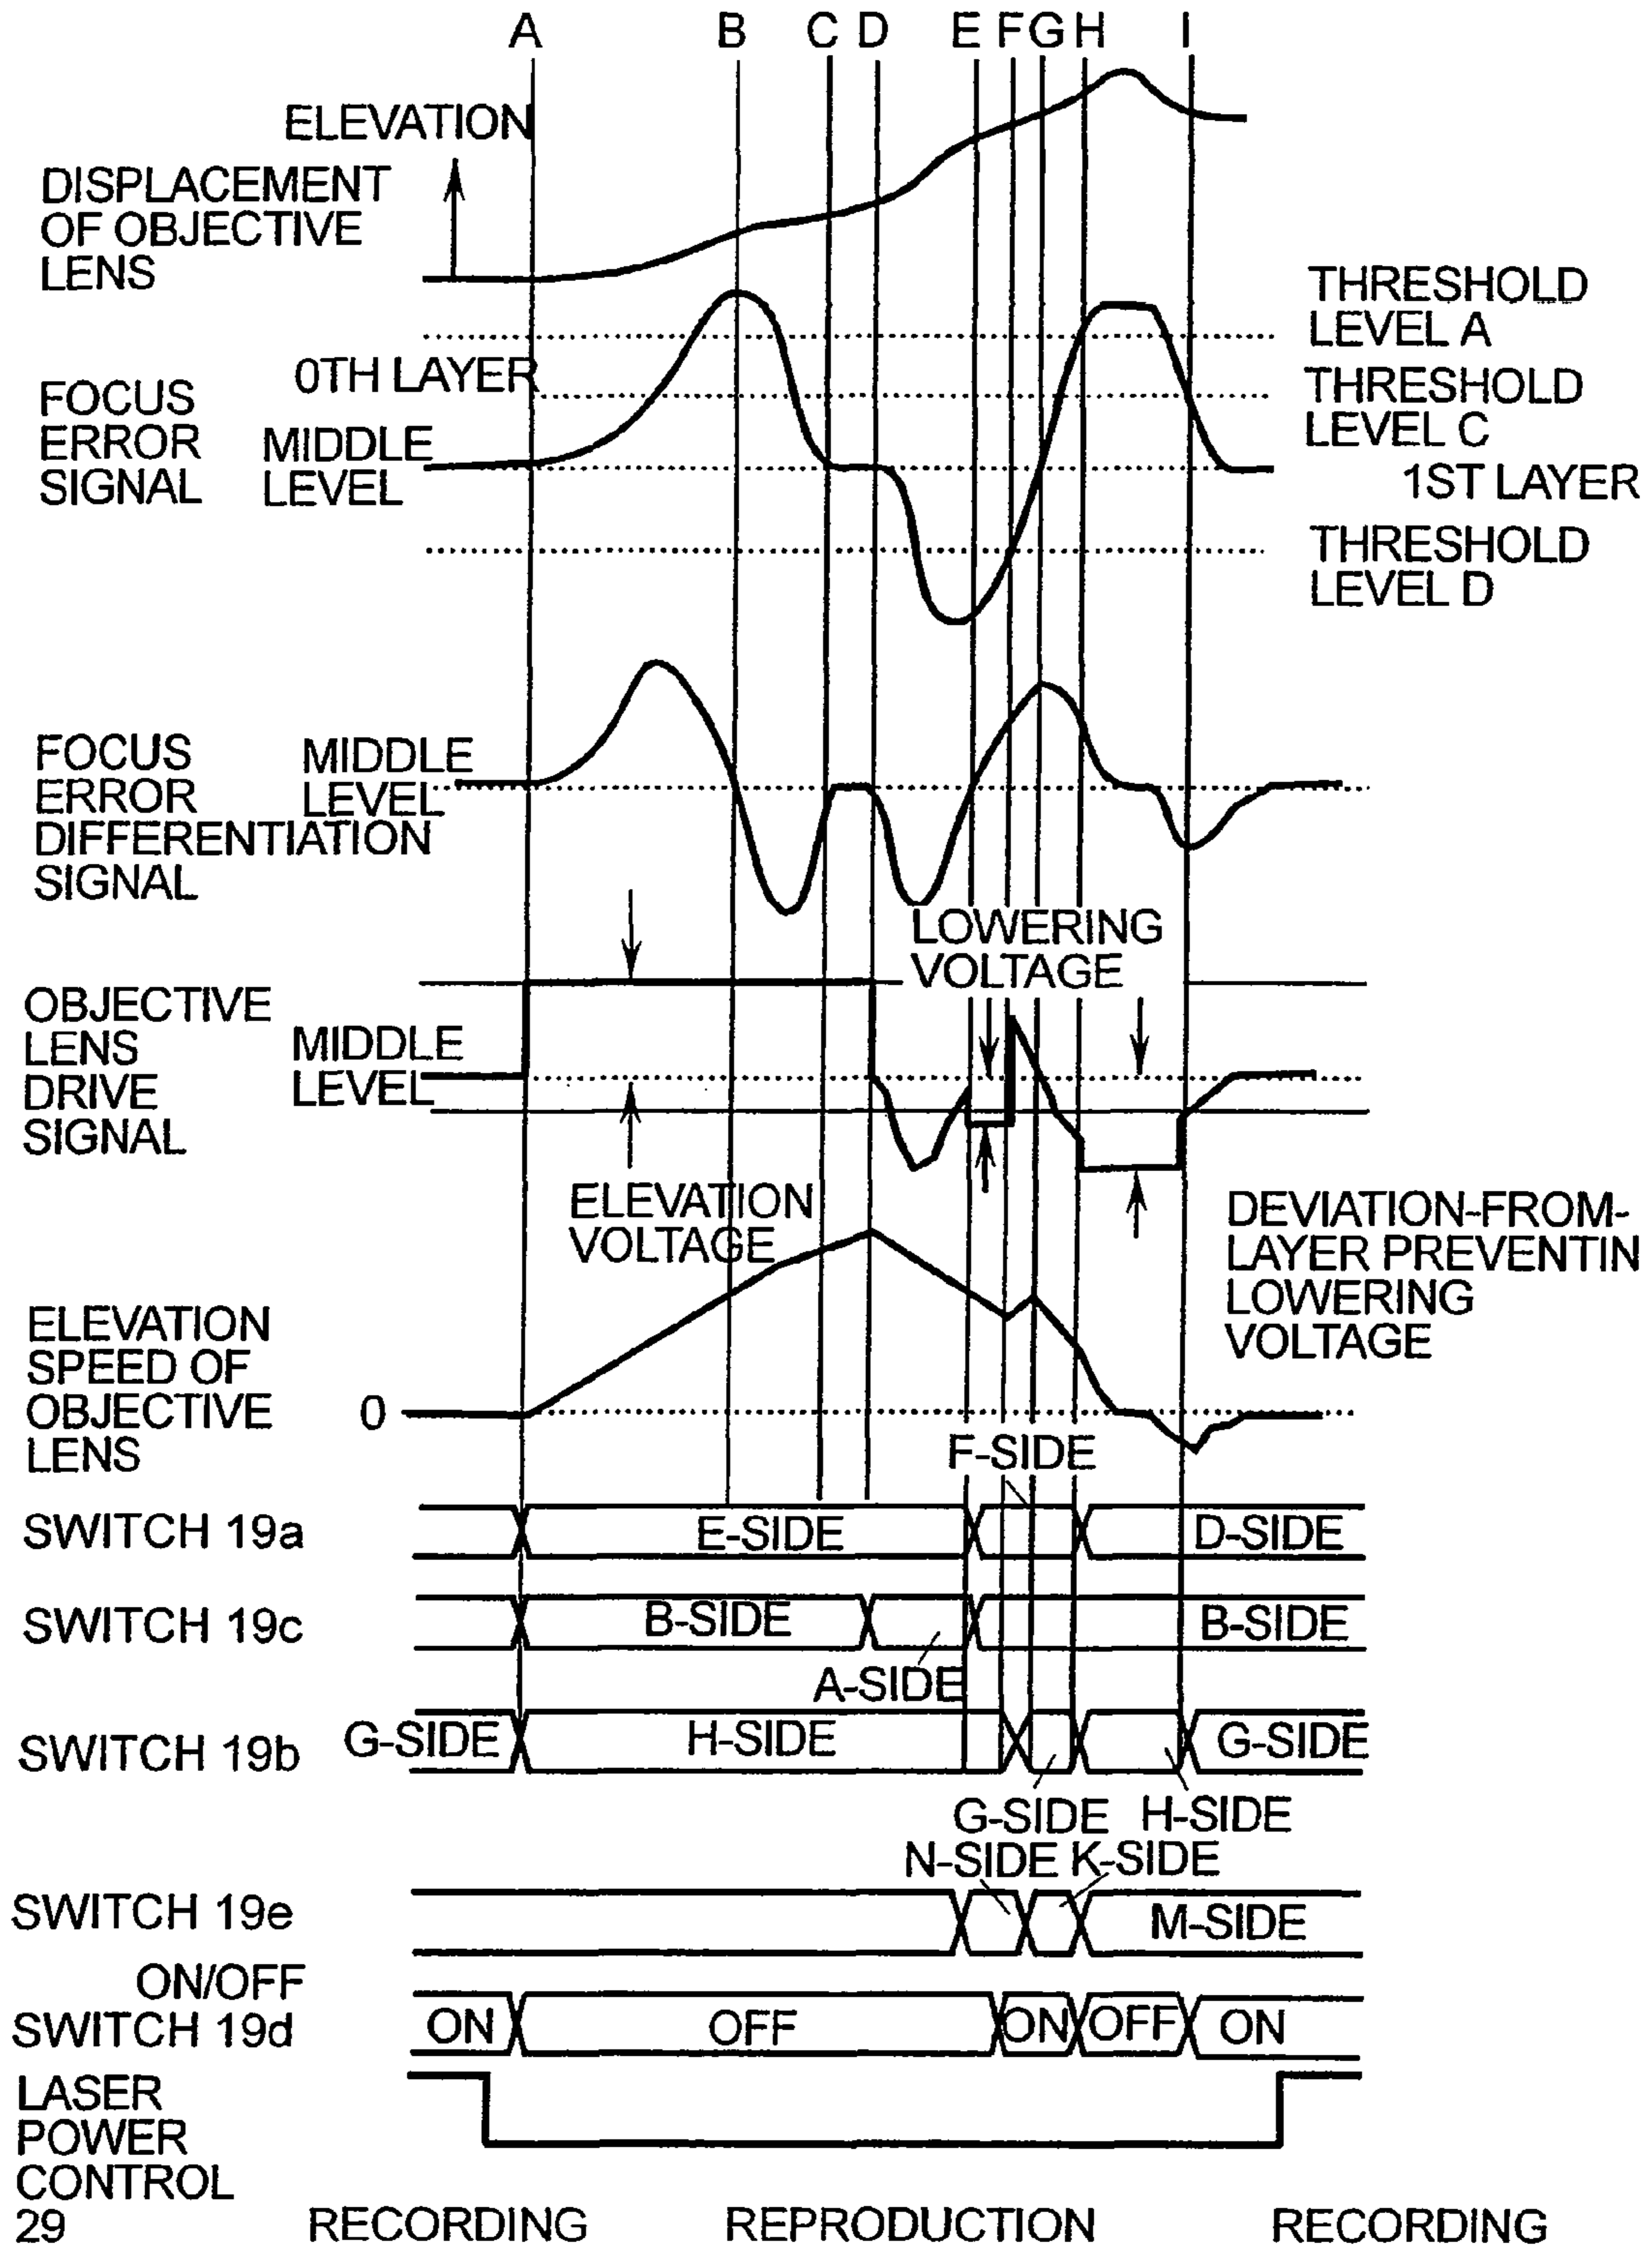 A B C D E F G H I
ELEVATION
DISPLACEMENT
OF OBJECTIVE
LENS
THRESHOLD
LEVEL A
0TH LAYER
THRESHOLD
LEVEL C
FOCUS
ERROR
SIGNAL
MIDDLE
LEVEL
1ST LAYER
THRESHOLD
LEVEL D
FOCUS
ERROR
DIFFERENTIATION
SIGNAL
MIDDLE
LEVEL
LOWERING
VOLTAGE
OBJECTIVE
LENS
DRIVE
SIGNAL
MIDDLE
LEVEL
ELEVATION
VOLTAGE
DEVIATION-FROM-
LAYER PREVENTIN
LOWERING
VOLTAGE
ELEVATION
SPEED OF
OBJECTIVE
LENS
0
F-SIDE
SWITCH 19a
E-SIDE
D-SIDE
SWITCH 19c
B-SIDE
B-SIDE
A-SIDE
SWITCH 19b
G-SIDE
H-SIDE
G-SIDE
G-SIDE H-SIDE
N-SIDE K-SIDE
SWITCH 19e
M-SIDE
ON/OFF
SWITCH 19d
ON OFF ON OFF ON
LASER
POWER
CONTROL
29
RECORDING REPRODUCTION RECORDING